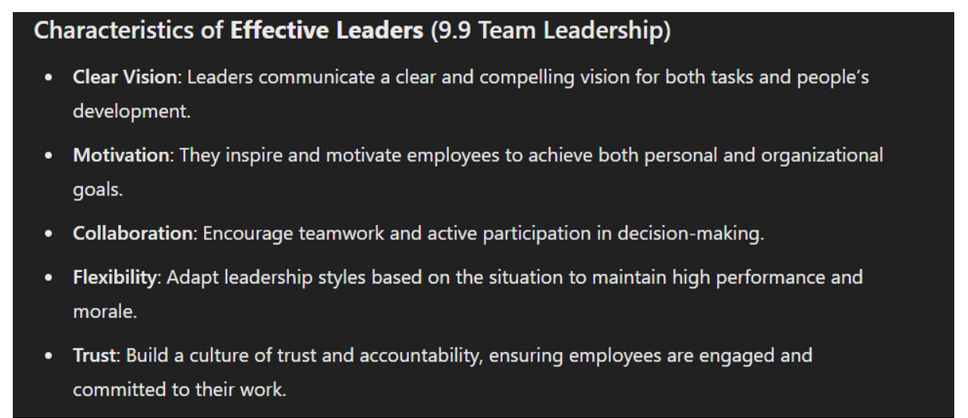 Characteristics of Effective Leaders (9.9 Team Leadership)
• Clear Vision: Leaders communicate a clear and compelling vision for both tasks and people’s
development.
• Motivation: They inspire and motivate employees to achieve both personal and organizational
goals.
• Collaboration: Encourage teamwork and active participation in decision-making.
• Flexibility: Adapt leadership styles based on the situation to maintain high performance and
morale.
• Trust: Build a culture of trust and accountability, ensuring employees are engaged and
committed to their work.